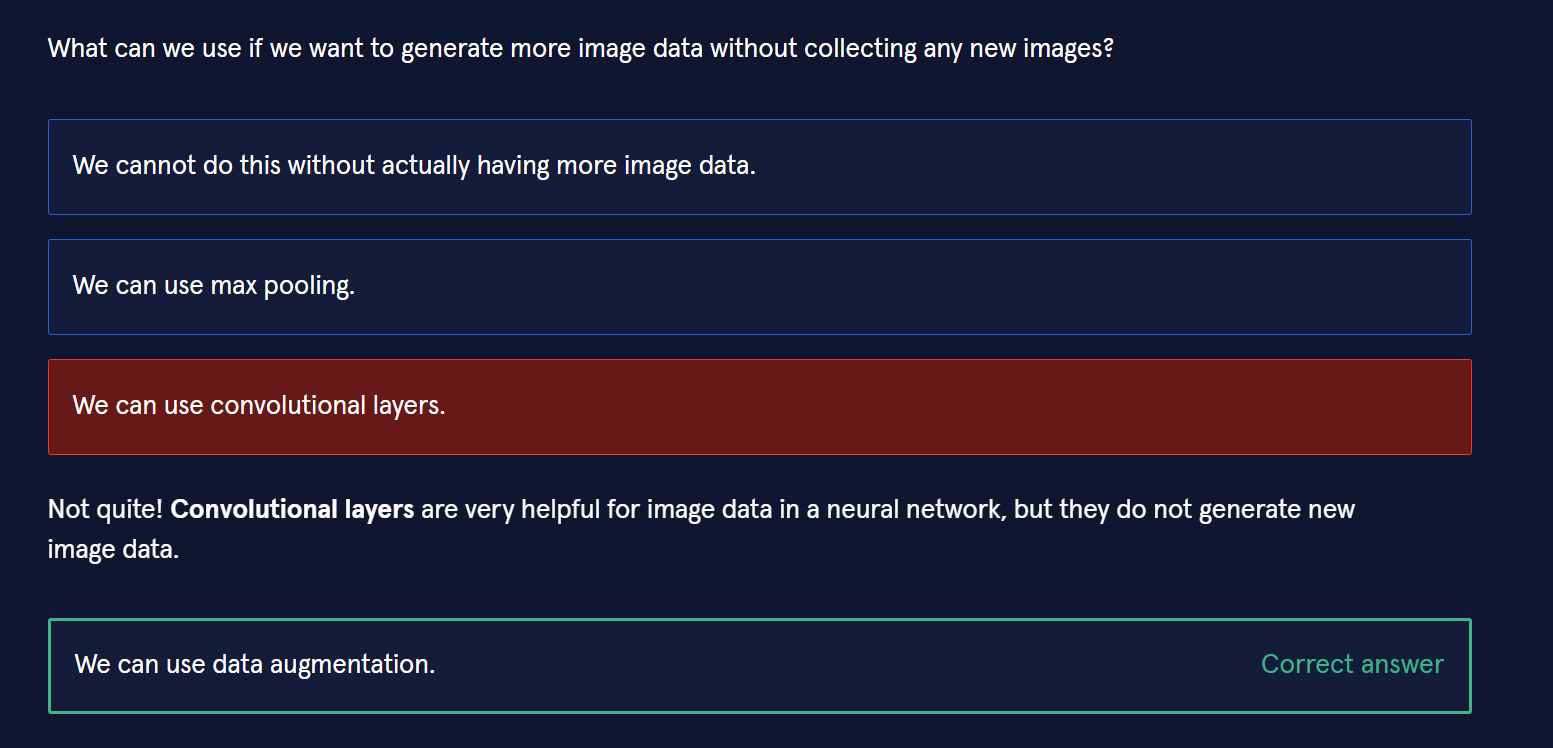 What can we use if we want to generate more image data without collecting any new images?
We cannot do this without actually having more image data.
We can use max pooling.
We can use convolutional layers.
Not quite! Convolutional layers are very helpful for image data in a neural network, but they do not generate new
image data.
We can use data augmentation.
Correct answer